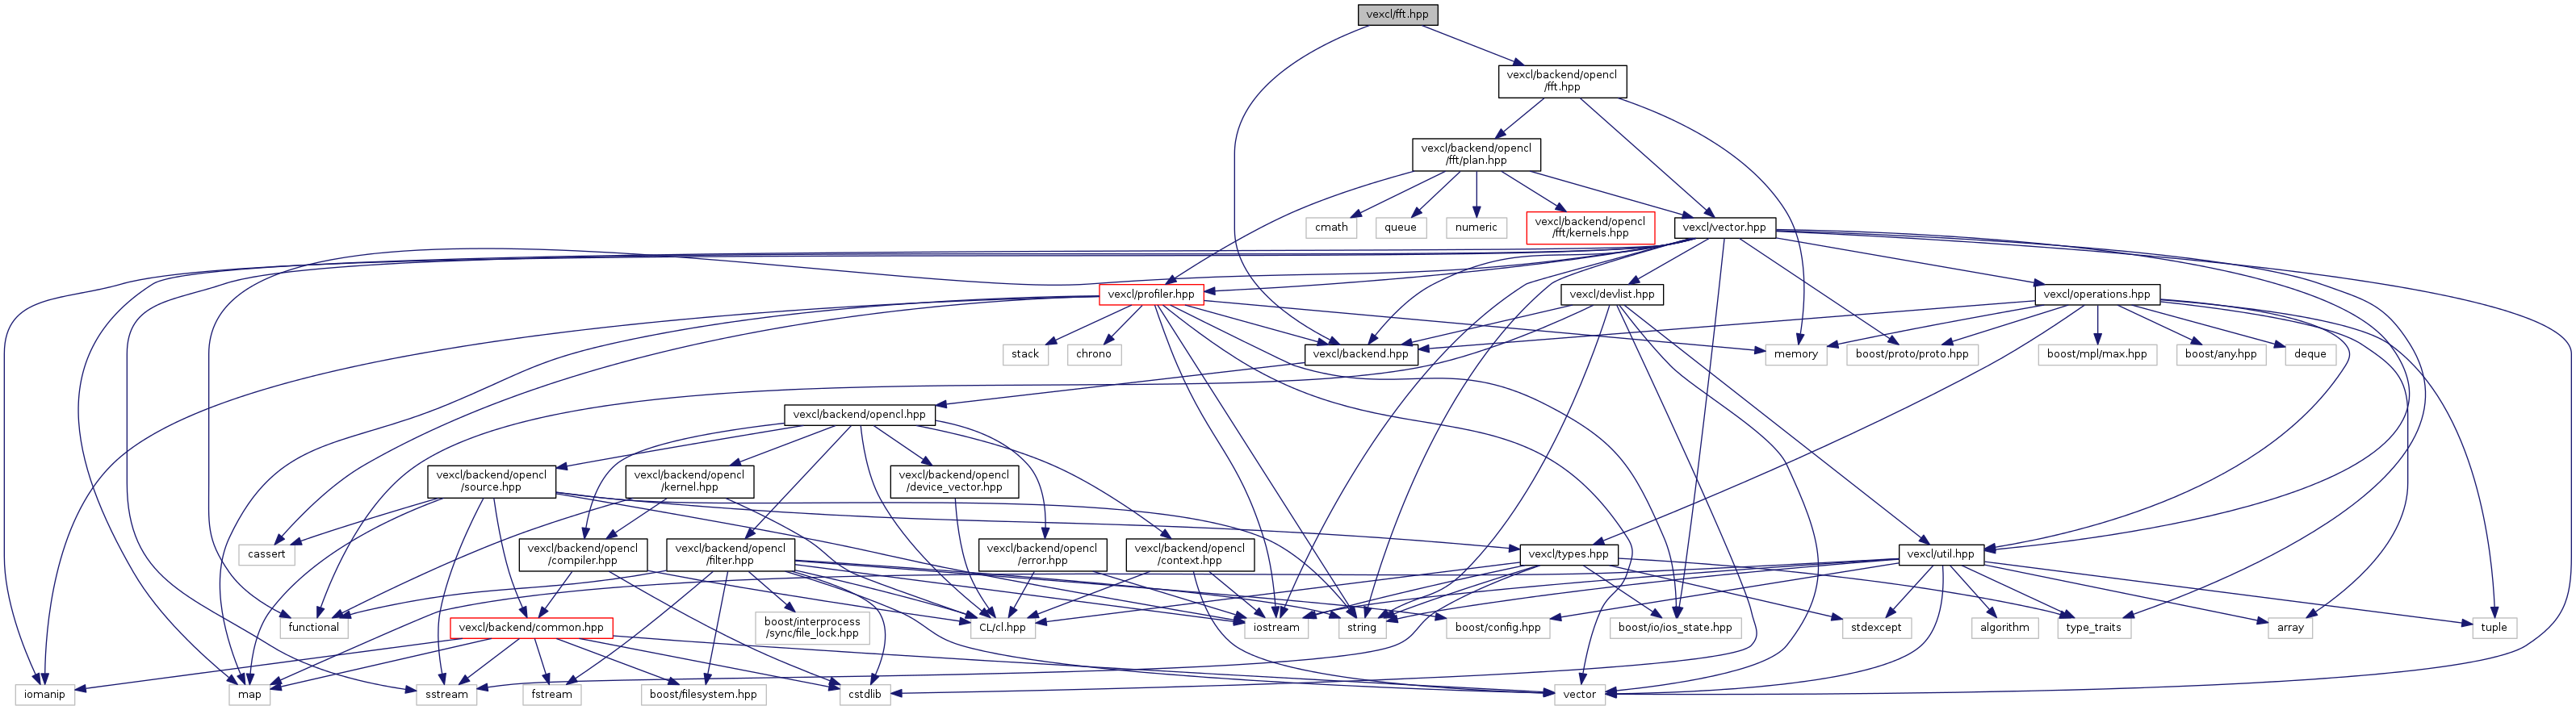 vexcl/fft.hpp
vexcl/backend/opencl
/fft.hpp
vexcl/backend/opencl
/fft/plan.hpp
cmath
queue
numeric
vexcl/backend/opencl
/fft/kernels.hpp
vexcl/vector.hpp
vexcl/profiler.hpp
vexcl/devlist.hpp
vexcl/operations.hpp
stack
chrono
vexcl/backend.hpp
memory
boost/proto/proto.hpp
boost/mpl/max.hpp
boost/any.hpp
deque
vexcl/backend/opencl.hpp
vexcl/backend/opencl
/source.hpp
vexcl/backend/opencl
/kernel.hpp
vexcl/backend/opencl
/device_vector.hpp
cassert
vexcl/backend/opencl
/compiler.hpp
vexcl/backend/opencl
/filter.hpp
vexcl/backend/opencl
/error.hpp
vexcl/backend/opencl
/context.hpp
vexcl/types.hpp
vexcl/util.hpp
functional
vexcl/backend/common.hpp
boost/interprocess
/sync/file_lock.hpp
CL/cl.hpp
iostream
string
boost/config.hpp
boost/io/ios_state.hpp
stdexcept
algorithm
type_traits
array
tuple
iomanip
map
sstream
fstream
boost/filesystem.hpp
cstdlib
vector